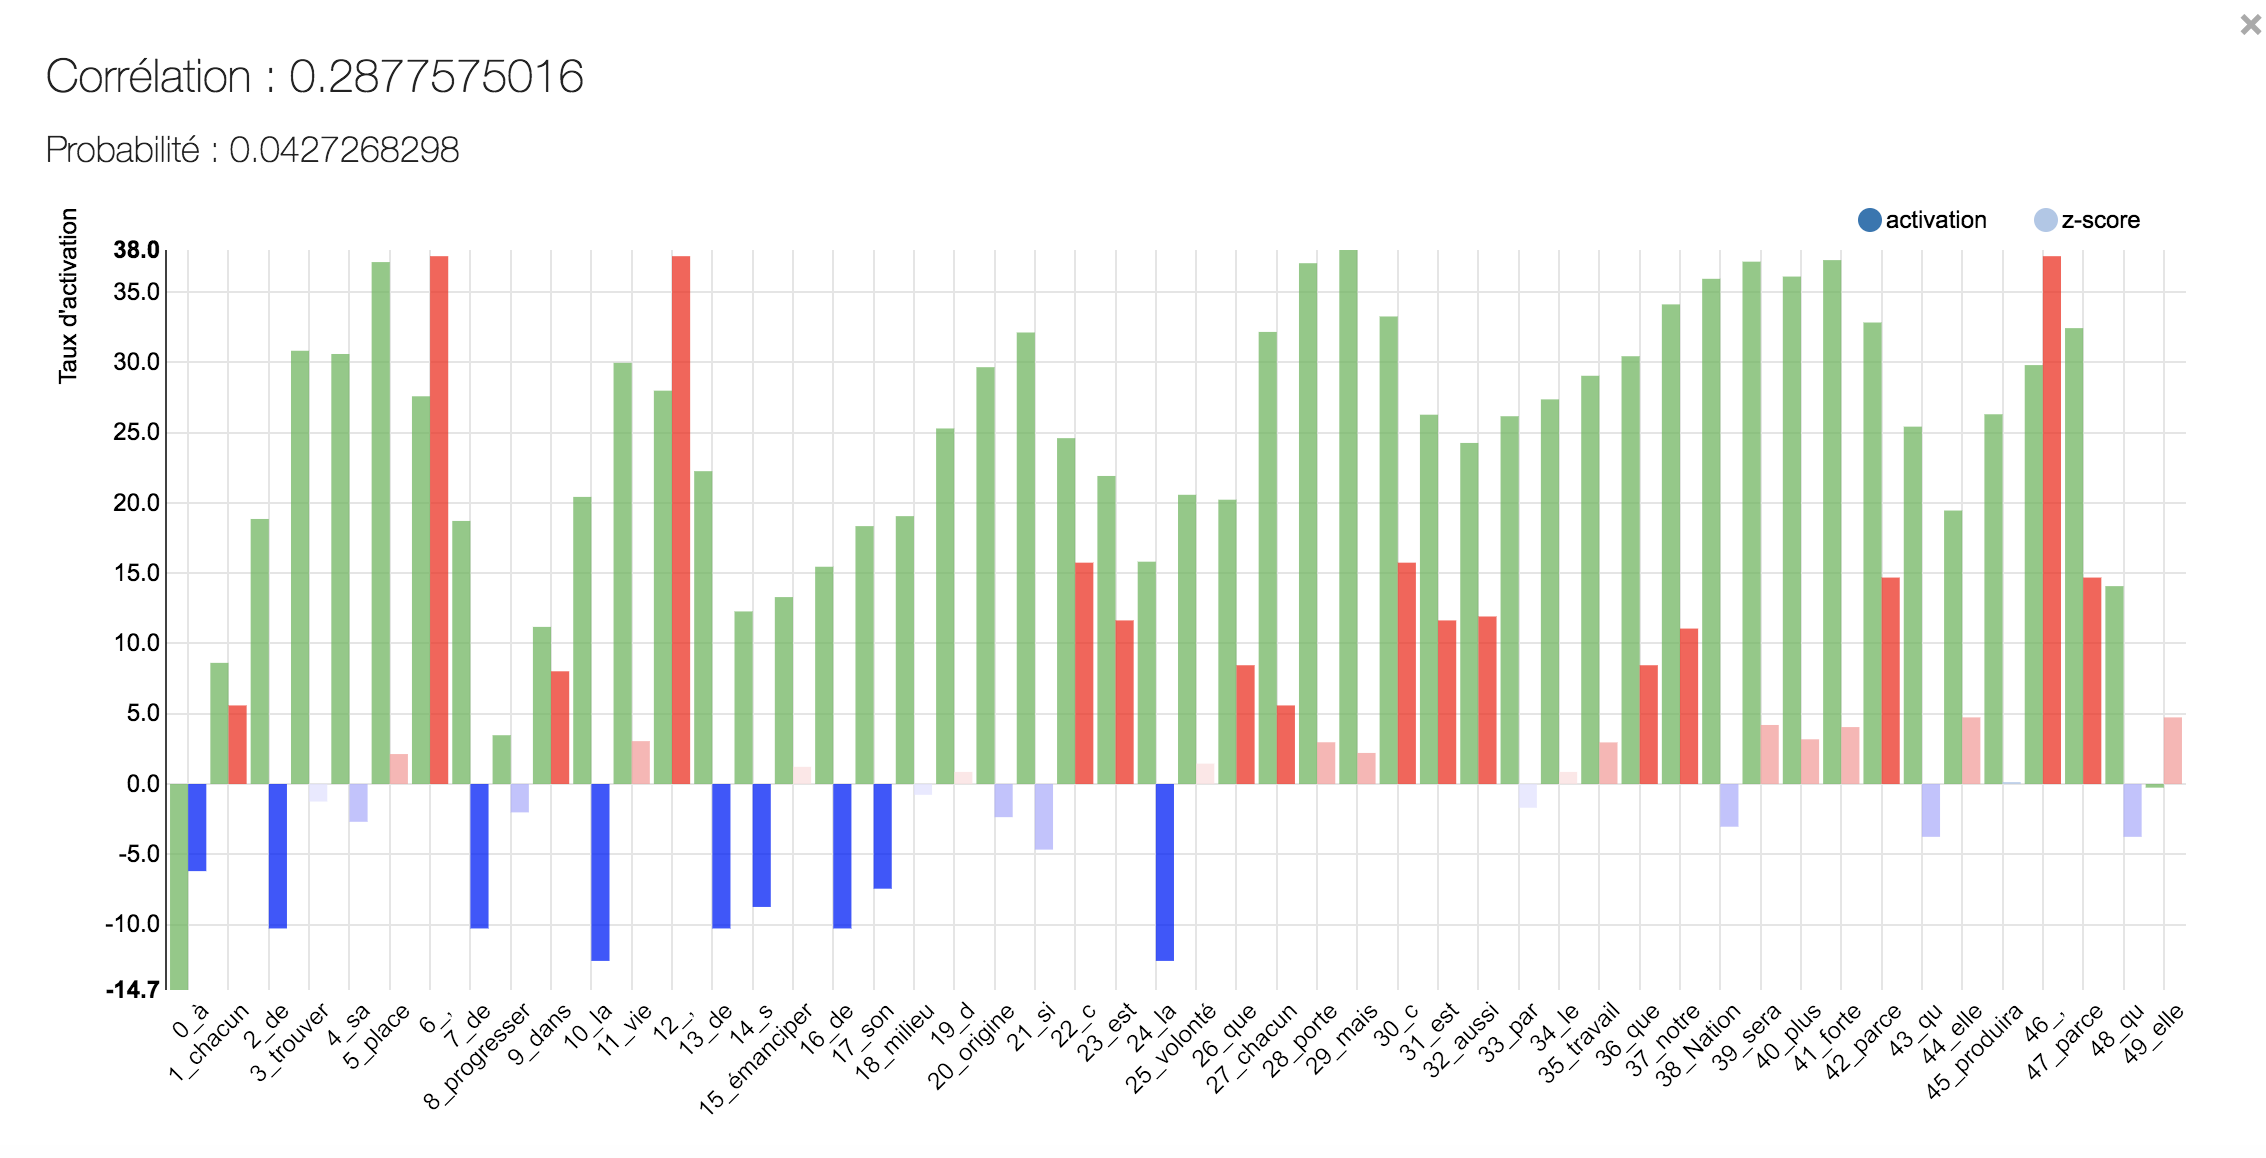 ×
Corrélation : 0.2877575016
Probabilité : 0.0427268298
activation
z-score
Taux d'activation
38.0
35.0
30.0
25.0
20.0
15.0
10.0
5.0
0.0
-5.0
-10.0
-14.7
0_à
1_chacun
2_de
3_trouver
4_sa
5_place
6_,
7_de
8_progresser
9_dans
10_la
11_vie
12_,
13_de
14_s
15_émanciper
16_de
17_son
18_milieu
19_d
20_origine
21_si
22_c
23_est
24_la
25_volonté
26_que
27_chacun
28_porte
29_mais
30_c
31_est
32_aussi
33_par
34_le
35_travail
36_que
37_notre
38_Nation
39_sera
40_plus
41_forte
42_parce
43_qu
44_elle
45_produira
46_,
47_parce
48_qu
49_elle